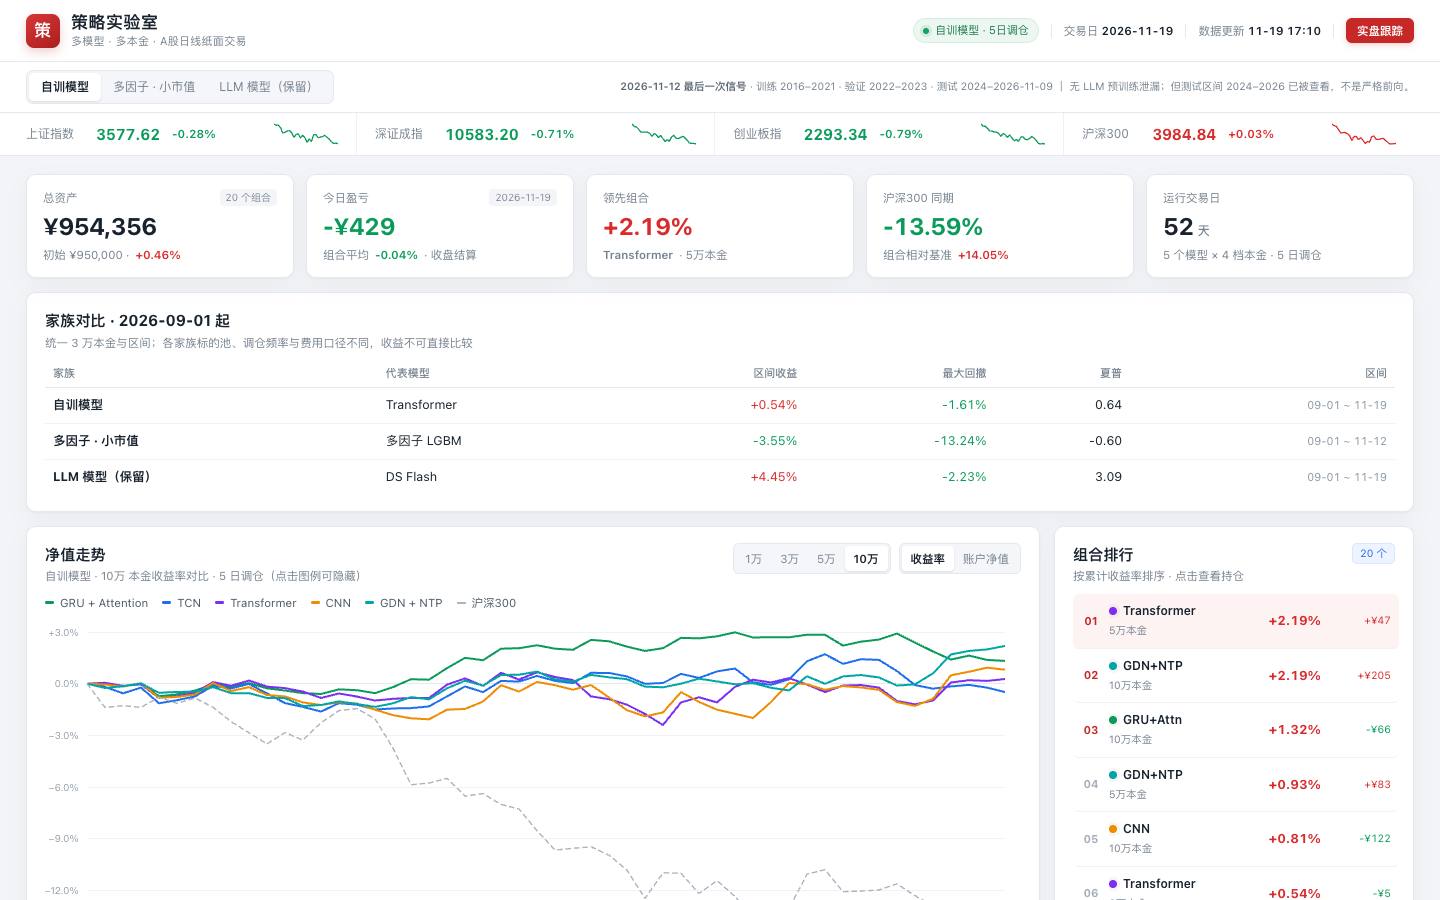 策 策略实验室
多模型 · 多本金 · A股日线纸面交易
自训模型 · 5日调仓 交易日 2026-11-19 数据更新 11-19 17:10 实盘跟踪
自训模型 多因子 · 小市值 LLM 模型（保留）
2026-11-12 最后一次信号 · 训练 2016–2021 · 验证 2022–2023 · 测试 2024–2026-11-09 | 无 LLM 预训练泄漏；但测试区间 2024–2026 已被查看，不是严格前向。
上证指数 3577.62 -0.28% 深证成指 10583.20 -0.71% 创业板指 2293.34 -0.79% 沪深300 3984.84 +0.03%
总资产 20 个组合
¥954,356
初始 ¥950,000 · +0.46%
今日盈亏 2026-11-19
-¥429
组合平均 -0.04% · 收盘结算
领先组合
+2.19%
Transformer · 5万本金
沪深300 同期
-13.59%
组合相对基准 +14.05%
运行交易日
52 天
5 个模型 × 4 档本金 · 5 日调仓
家族对比 · 2026-09-01 起
统一 3 万本金与区间；各家族标的池、调仓频率与费用口径不同，收益不可直接比较
家族 代表模型 区间收益 最大回撤 夏普 区间
自训模型 Transformer +0.54% -1.61% 0.64 09-01 ~ 11-19
多因子 · 小市值 多因子 LGBM -3.55% -13.24% -0.60 09-01 ~ 11-12
LLM 模型（保留） DS Flash +4.45% -2.23% 3.09 09-01 ~ 11-19
净值走势
自训模型 · 10万 本金收益率对比 · 5 日调仓（点击图例可隐藏）
1万 3万 5万 10万 收益率 账户净值
GRU + Attention TCN Transformer CNN GDN + NTP 沪深300
+3.0%
0.0%
−3.0%
−6.0%
−9.0%
−12.0%
组合排行 20 个
按累计收益率排序 · 点击查看持仓
01 Transformer +2.19% +¥47
5万本金
02 GDN+NTP +2.19% +¥205
10万本金
03 GRU+Attn +1.32% -¥66
10万本金
04 GDN+NTP +0.93% +¥83
5万本金
05 CNN +0.81% -¥122
10万本金
06 Transformer +0.54% -¥5